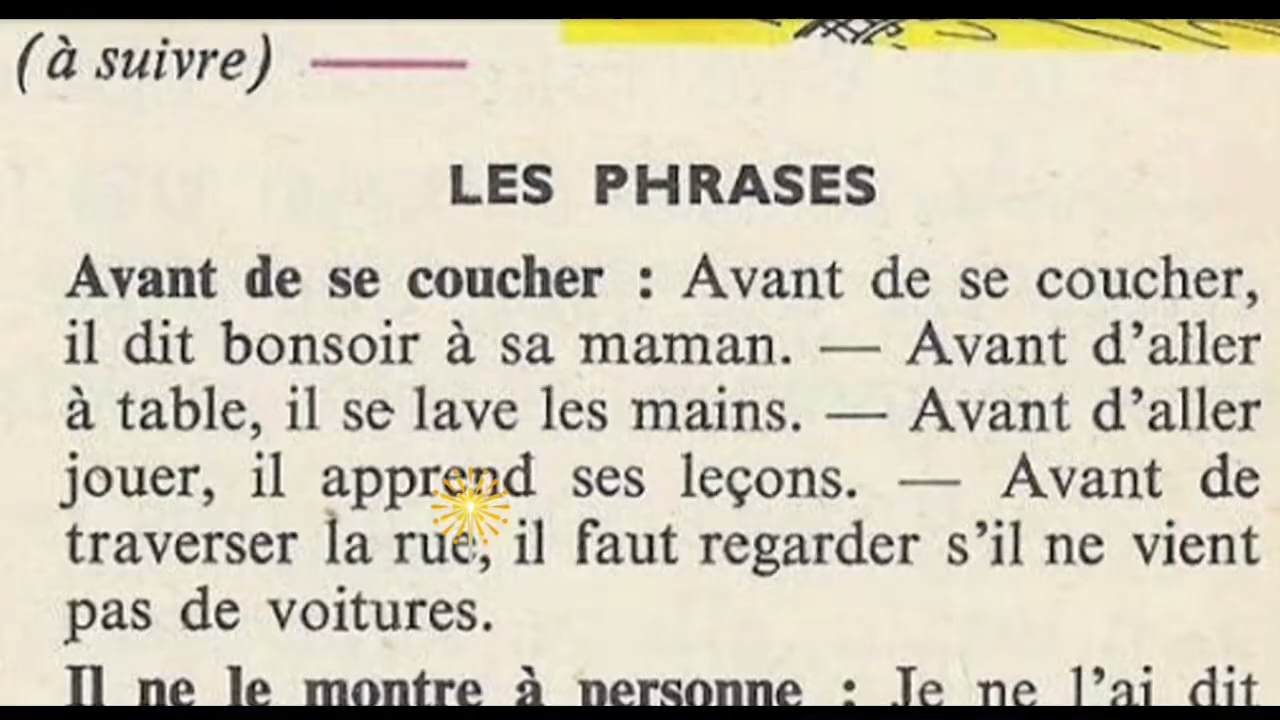 (à suivre)
LES PHRASES
Avant de se coucher : Avant de se coucher,
il dit bonsoir à sa maman. — Avant d'aller
à table, il se lave les mains. — Avant d'aller
jouer, il apprend ses leçons. — Avant de
traverser la rue, il faut regarder s'il ne vient
pas de voitures.
Il ne le montre à personne : Je ne l'ai dit